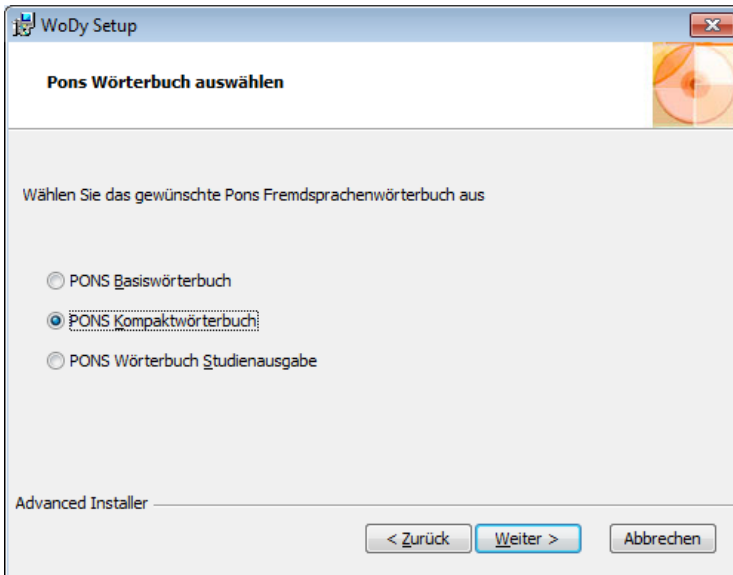 WoDy Setup
Pons Wörterbuch auswählen
Wählen Sie das gewünschte Pons Fremdsprachenwörterbuch aus
PONS Basiswörterbuch
PONS Kompaktwörterbuch
PONS Wörterbuch Studienausgabe
Advanced Installer
< Zurück Weiter > Abbrechen